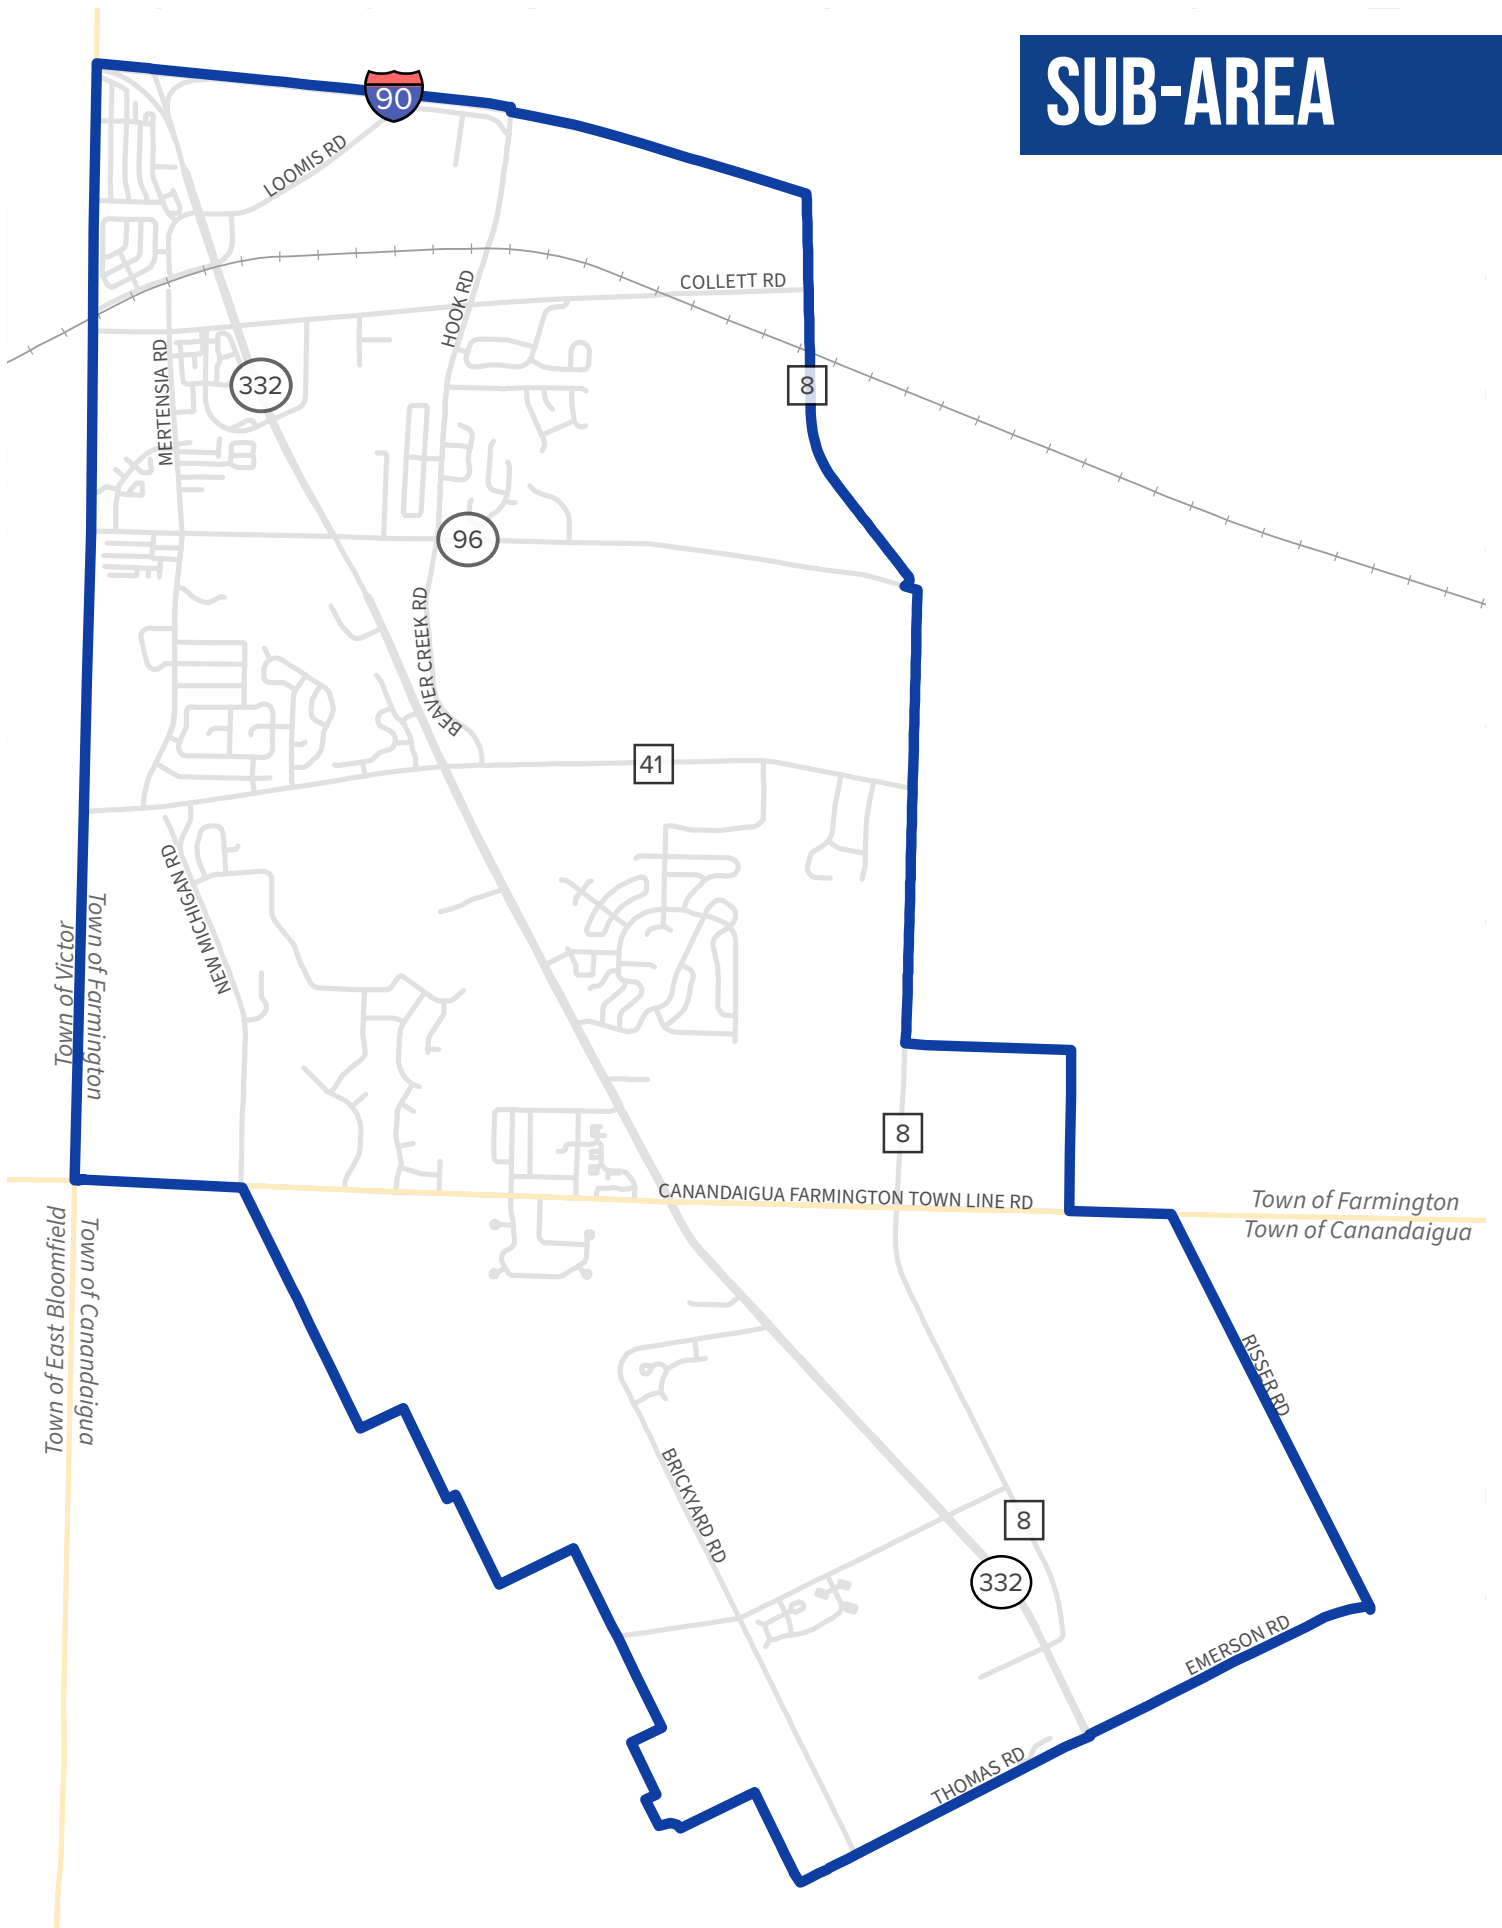 SUB-AREA
90
LOOMIS RD
COLLETT RD
HOOK RD
MERTENSIA RD
332
8
96
BEAVER CREEK RD
41
NEW MICHIGAN RD
Town of Victor
Town of Farmington
8
CANANDAIGUA FARMINGTON TOWN LINE RD
Town of Farmington
Town of Canandaigua
Town of East Bloomfield
Town of Canandaigua
RISSER RD
BRICKYARD RD
8
332
EMERSON RD
THOMAS RD